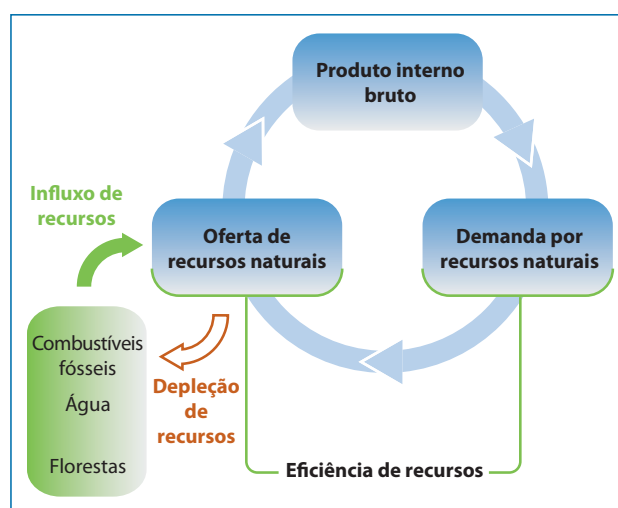 Produto interno
bruto
Influxo de
recursos
Oferta de
recursos naturais
Demanda por
recursos naturais
Combustíveis
fósseis
Água
Florestas
Depleção
de
recursos
Eficiência de recursos